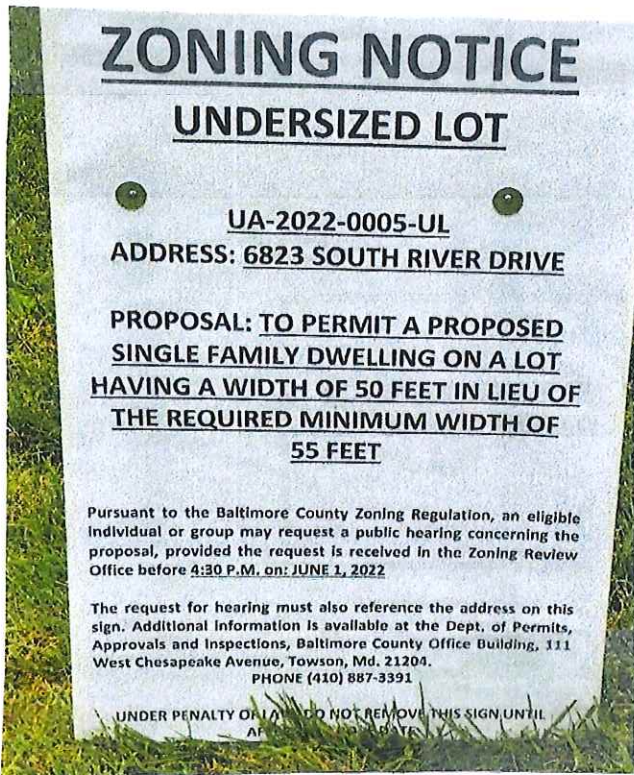 ZONING NOTICE
UNDERSIZED LOT
UA-2022-0005-UL
ADDRESS: 6823 SOUTH RIVER DRIVE
PROPOSAL: TO PERMIT A PROPOSED
SINGLE FAMILY DWELLING ON A LOT
HAVING A WIDTH OF 50 FEET IN LIEU OF
THE REQUIRED MINIMUM WIDTH OF
55 FEET
Pursuant to the Baltimore County Zoning Regulation, an eligible
individual or group may request a public hearing concerning the
proposal, provided the request is received in the Zoning Review
Office before 4:30 P.M. on: JUNE 1, 2022
The request for hearing must also reference the address on this
sign. Additional information is available at the Dept. of Permits,
Approvals and Inspections, Baltimore County Office Building, 111
West Chesapeake Avenue, Towson, Md. 21204.
PHONE (410) 887-3391
UNDER PENALTY OF LAW DO NOT REMOVE THIS SIGN UNTIL
DATE